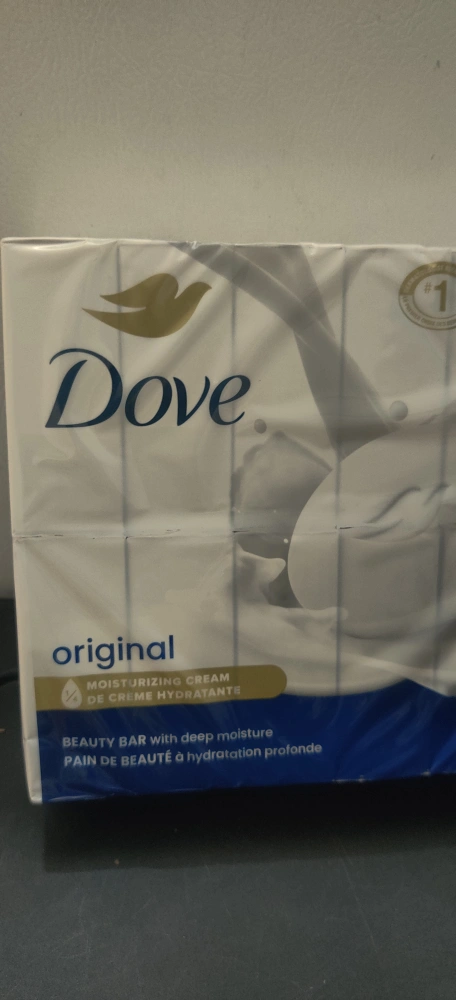 #1
Dove
original
MOISTURIZING CREAM
DE CRÈME HYDRATANTE
BEAUTY BAR with deep moisture
PAIN DE BEAUTÉ à hydratation profonde